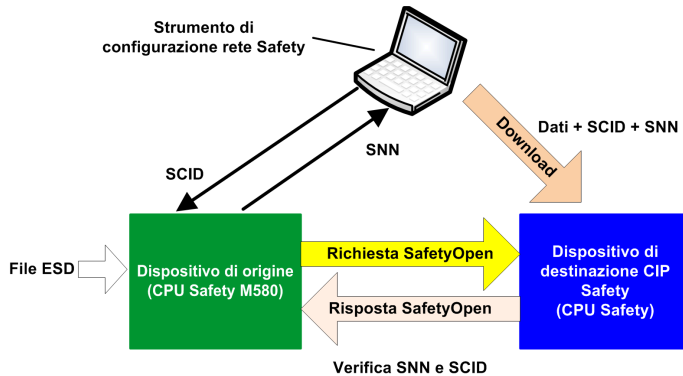 Strumento di
configurazione rete Safety
Download
Dati + SCID + SNN
SNN
SCID
File ESD
Dispositivo di origine
(CPU Safety M580)
Richiesta SafetyOpen
Risposta SafetyOpen
Dispositivo di
destinazione CIP
Safety
(CPU Safety)
Verifica SNN e SCID